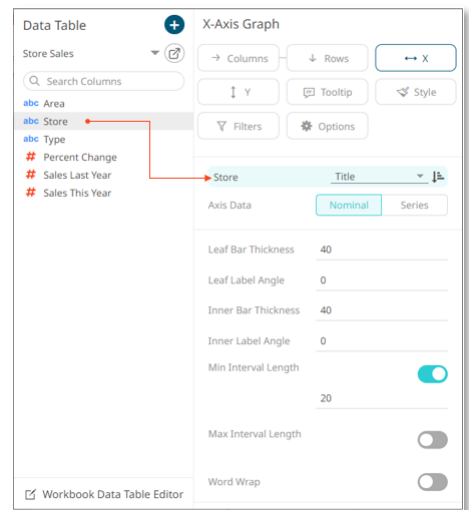 Data Table
Store Sales
Search Columns
abc Area
abc Store
abc Type
# Percent Change
# Sales Last Year
# Sales This Year
Workbook Data Table Editor
X-Axis Graph
Columns
Rows
X
Y
Tooltip
Style
Filters
Options
Store Title
Axis Data Nominal Series
Leaf Bar Thickness 40
Leaf Label Angle 0
Inner Bar Thickness 40
Inner Label Angle 0
Min Interval Length
20
Max Interval Length
Word Wrap